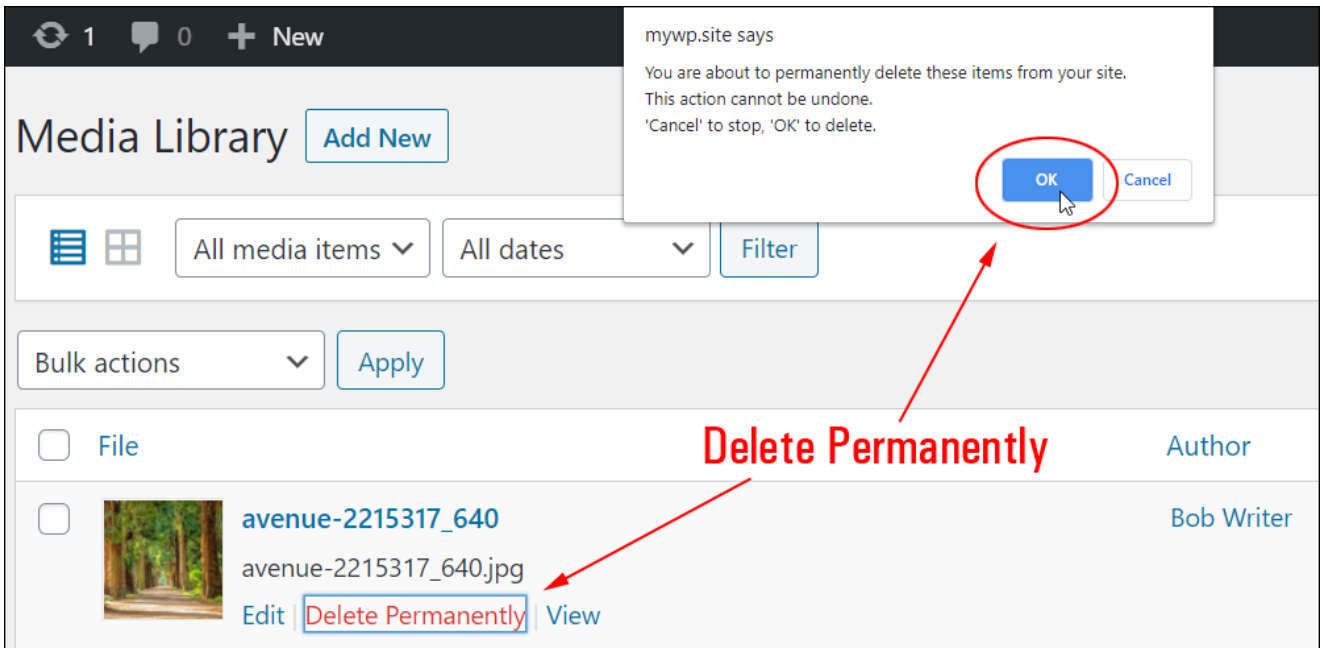 1 0 New
mywp.site says
You are about to permanently delete these items from your site.
This action cannot be undone.
'Cancel' to stop, 'OK' to delete.
OK Cancel
Media Library Add New
All media items All dates Filter
Bulk actions Apply
Delete Permanently
File Author
avenue-2215317_640 Bob Writer
avenue-2215317_640.jpg
Edit | Delete Permanently | View